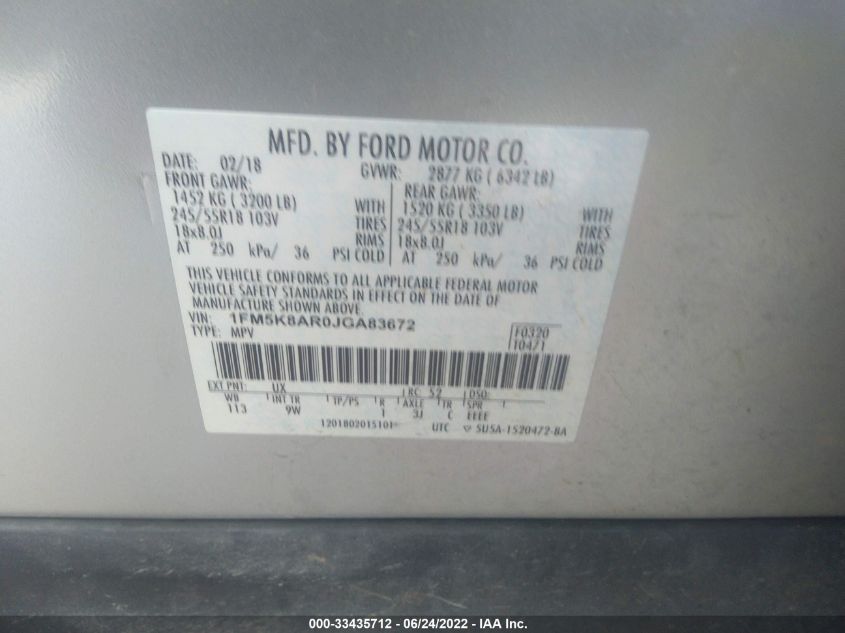 MFD. BY FORD MOTOR CO.
DATE: 02/18 GVWR: 2877 KG ( 6342 LB)
FRONT GAWR: REAR GAWR:
1452 KG ( 3200 LB) WITH 1520 KG ( 3350 LB) WITH
245/55R18 103V TIRES 245/55R18 103V TIRES
18x8.0J RIMS 18x8.0J RIMS
AT 250 kPa/ 36 PSI COLD AT 250 kPa/ 36 PSI COLD
THIS VEHICLE CONFORMS TO ALL APPLICABLE FEDERAL MOTOR
VEHICLE SAFETY STANDARDS IN EFFECT ON THE DATE OF
MANUFACTURE SHOWN ABOVE.
VIN: 1FM5K8AR0JGA83672 F0320
TYPE: MPV 1041
EXT PNT: UX RC: 52 DSO:
WB INT TR TP/PS R AXLE TR SPR
113 9W 1 3J C EEEE
1201802015101 UTC ▽ SU5A-1520472-BA
000-33435712 - 06/24/2022 - IAA Inc.